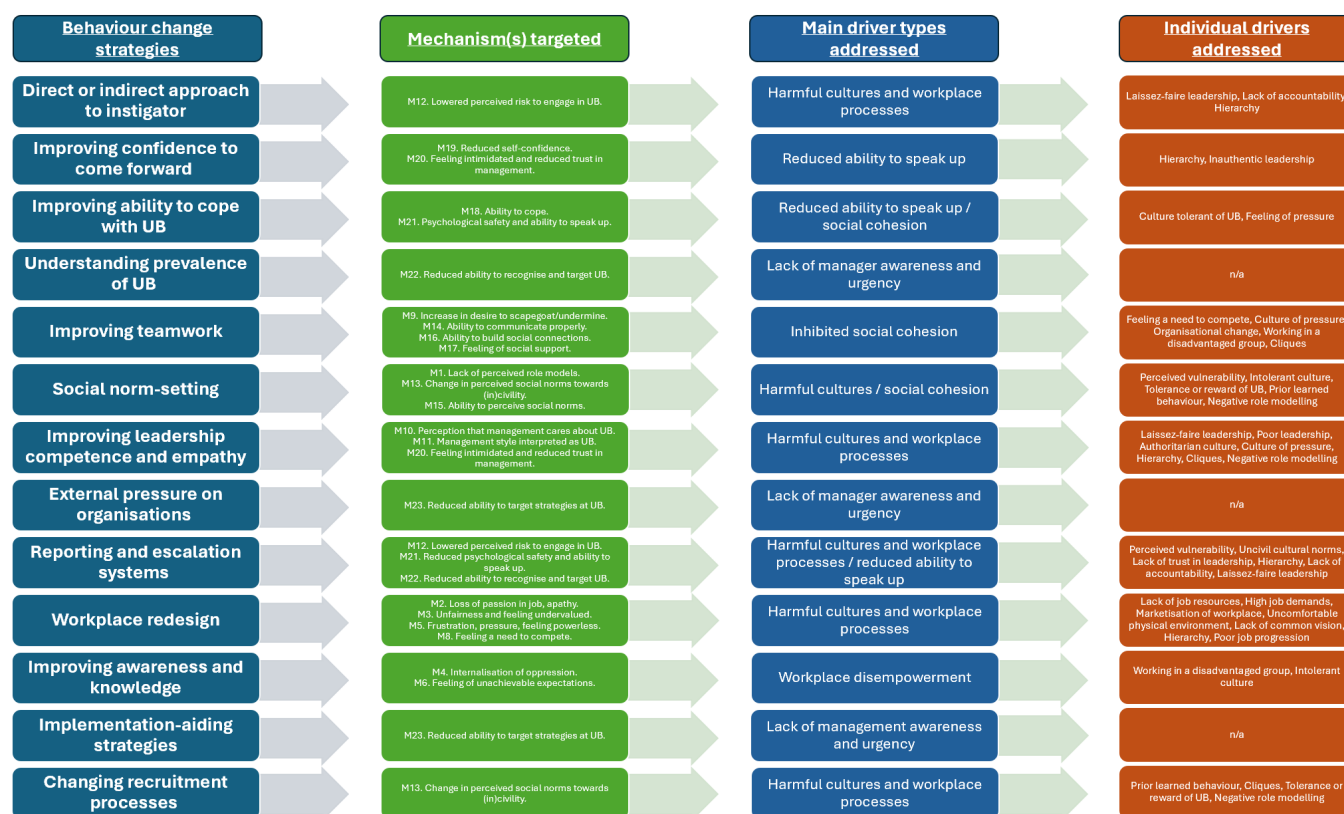 Behaviour change
strategies
Mechanism(s) targeted
Main driver types
addressed
Individual drivers
addressed
Direct or indirect approach
to instigator
M12. Lowered perceived risk to engage in UB.
Harmful cultures and workplace
processes
Laissez-faire leadership, Lack of accountability,
Hierarchy
Improving confidence to
come forward
M19. Reduced self-confidence.
M20. Feeling intimidated and reduced trust in
management.
Reduced ability to speak up
Hierarchy, Inauthentic leadership
Improving ability to cope
with UB
M18. Ability to cope.
M21. Psychological safety and ability to speak up.
Reduced ability to speak up /
social cohesion
Culture tolerant of UB, Feeling of pressure
Understanding prevalence
of UB
M22. Reduced ability to recognise and target UB.
Lack of manager awareness and
urgency
n/a
Improving teamwork
M9. Increase in desire to scapegoat/undermine.
M14. Ability to communicate properly.
M16. Ability to build social connections.
M17. Feeling of social support.
Inhibited social cohesion
Feeling a need to compete, Culture of pressure,
Organisational change, Working in a
disadvantaged group, Cliques
Social norm-setting
M1. Lack of perceived role models.
M13. Change in perceived social norms towards
(in)civility.
M15. Ability to perceive social norms.
Harmful cultures / social cohesion
Perceived vulnerability, Intolerant culture,
Tolerance or reward of UB, Prior learned
behaviour, Negative role modelling
Improving leadership
competence and empathy
M10. Perception that management cares about UB.
M11. Management style interpreted as UB.
M20. Feeling intimidated and reduced trust in
management.
Harmful cultures and workplace
processes
Laissez-faire leadership, Poor leadership,
Authoritarian culture, Culture of pressure,
Hierarchy, Cliques, Negative role modelling
External pressure on
organisations
M23. Reduced ability to target strategies at UB.
Lack of manager awareness and
urgency
n/a
Reporting and escalation
systems
M12. Lowered perceived risk to engage in UB.
M21. Reduced psychological safety and ability to
speak up.
M22. Reduced ability to recognise and target UB.
Harmful cultures and workplace
processes / reduced ability to
speak up
Perceived vulnerability, Uncivil cultural norms,
Lack of trust in leadership, Hierarchy, Lack of
accountability, Laissez-faire leadership
Workplace redesign
M2. Loss of passion in job, apathy.
M3. Unfairness and feeling undervalued.
M5. Frustration, pressure, feeling powerless.
M8. Feeling a need to compete.
Harmful cultures and workplace
processes
Lack of job resources, High job demands,
Marketisation of workplace, Uncomfortable
physical environment, Lack of common vision,
Hierarchy, Poor job progression
Improving awareness and
knowledge
M4. Internalisation of oppression.
M6. Feeling of unachievable expectations.
Workplace disempowerment
Working in a disadvantaged group, Intolerant
culture
Implementation-aiding
strategies
M23. Reduced ability to target strategies at UB.
Lack of management awareness
and urgency
n/a
Changing recruitment
processes
M13. Change in perceived social norms towards
(in)civility.
Harmful cultures and workplace
processes
Prior learned behaviour, Cliques, Tolerance or
reward of UB, Negative role modelling